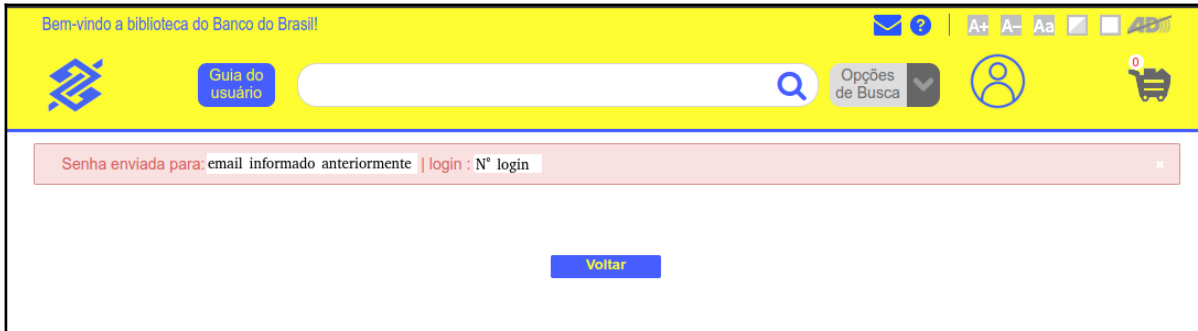 Bem-vindo a biblioteca do Banco do Brasil!
A+ A- Aa AD
Guia do
usuário
Opções
de Busca
0
Senha enviada para: email informado anteriormente | login : N° login ×
Voltar